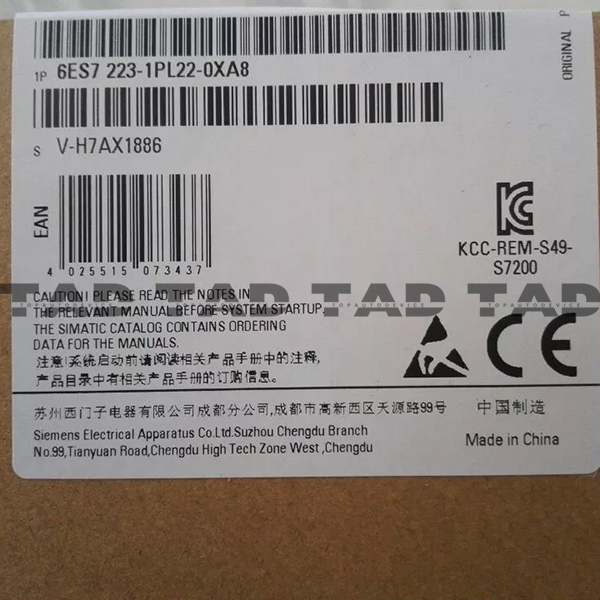 1P 6ES7 223-1PL22-0XA8
S V-H7AX1886
ORIGINAL P
EAN
4 025515 073437
KCC-REM-S49-
S7200
TAD TAD TAD TAD
TOPAUTODEVICE TOPAUTODEVICE TOPAUTODEVICE
CAUTION! PLEASE READ THE NOTES IN
THE RELEVANT MANUAL BEFORE SYSTEM STARTUP.
THE SIMATIC CATALOG CONTAINS ORDERING
DATA FOR THE MANUALS.
注意!系统启动前请阅读相关产品手册中的注释,
产品目录中有相关产品手册的订购信息。
CE
苏州西门子电器有限公司成都分公司,成都市高新西区天源路99号
中国制造
Siemens Electrical Apparatus Co.Ltd.Suzhou Chengdu Branch
No.99,Tianyuan Road,Chengdu High Tech Zone West ,Chengdu
Made in China